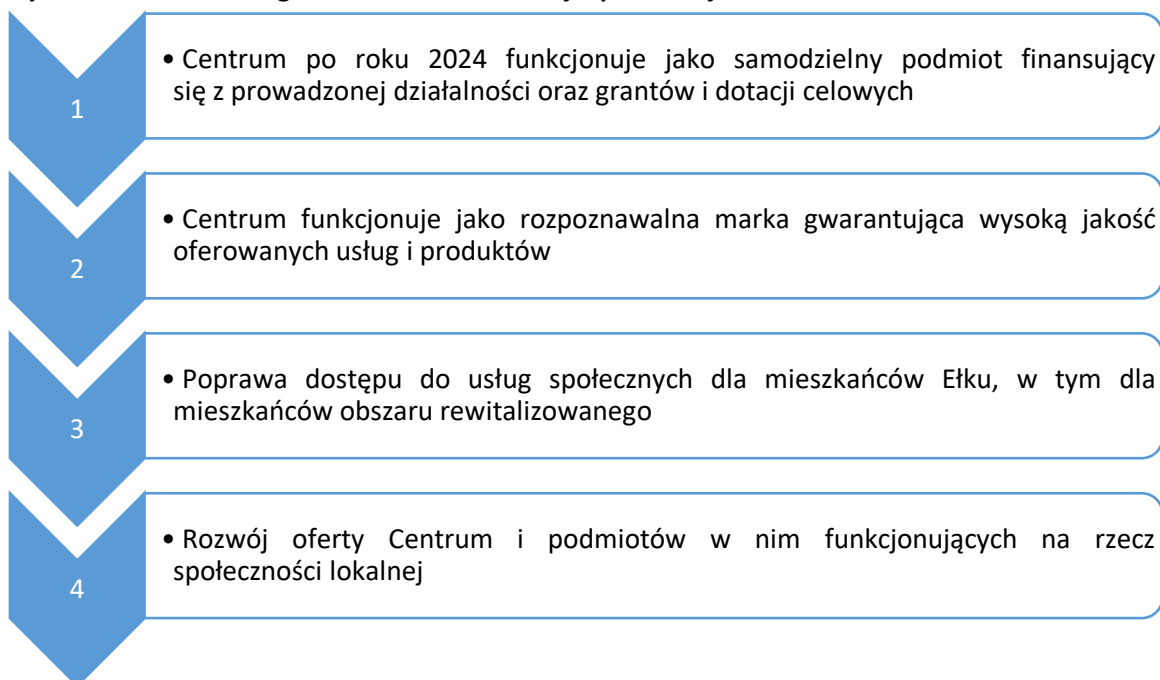 1
• Centrum po roku 2024 funkcjonuje jako samodzielny podmiot finansujący
się z prowadzonej działalności oraz grantów i dotacji celowych
2
• Centrum funkcjonuje jako rozpoznawalna marka gwarantująca wysoką jakość
oferowanych usług i produktów
3
• Poprawa dostępu do usług społecznych dla mieszkańców Ełku, w tym dla
mieszkańców obszaru rewitalizowanego
4
• Rozwój oferty Centrum i podmiotów w nim funkcjonujących na rzecz
społeczności lokalnej